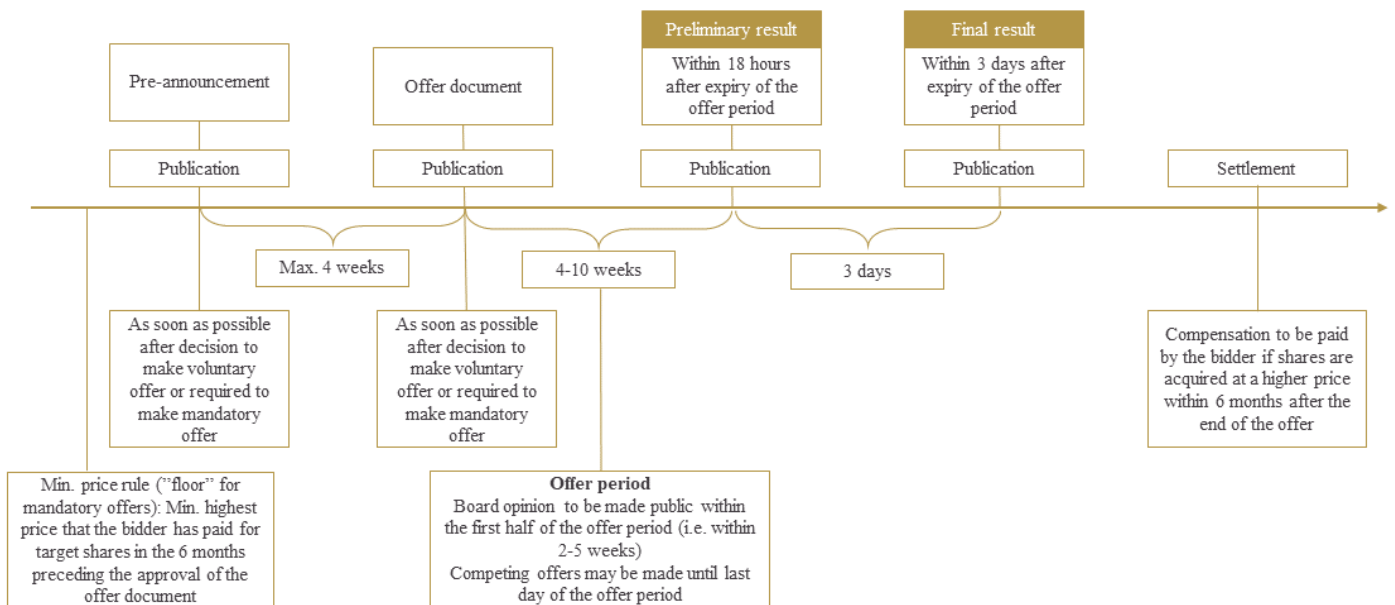 Preliminary result
Final result
Pre-announcement
Offer document
Within 18 hours
after expiry of the
offer period
Within 3 days after
expiry of the offer
period
Publication
Publication
Publication
Publication
Settlement
Max. 4 weeks
4-10 weeks
3 days
As soon as possible
after decision to
make voluntary
offer or required to
make mandatory
offer
As soon as possible
after decision to
make voluntary
offer or required to
make mandatory
offer
Compensation to be paid
by the bidder if shares are
acquired at a higher price
within 6 months after the
end of the offer
Min. price rule (”floor” for
mandatory offers): Min. highest
price that the bidder has paid for
target shares in the 6 months
preceding the approval of the
offer document
Offer period
Board opinion to be made public within
the first half of the offer period (i.e. within
2-5 weeks)
Competing offers may be made until last
day of the offer period